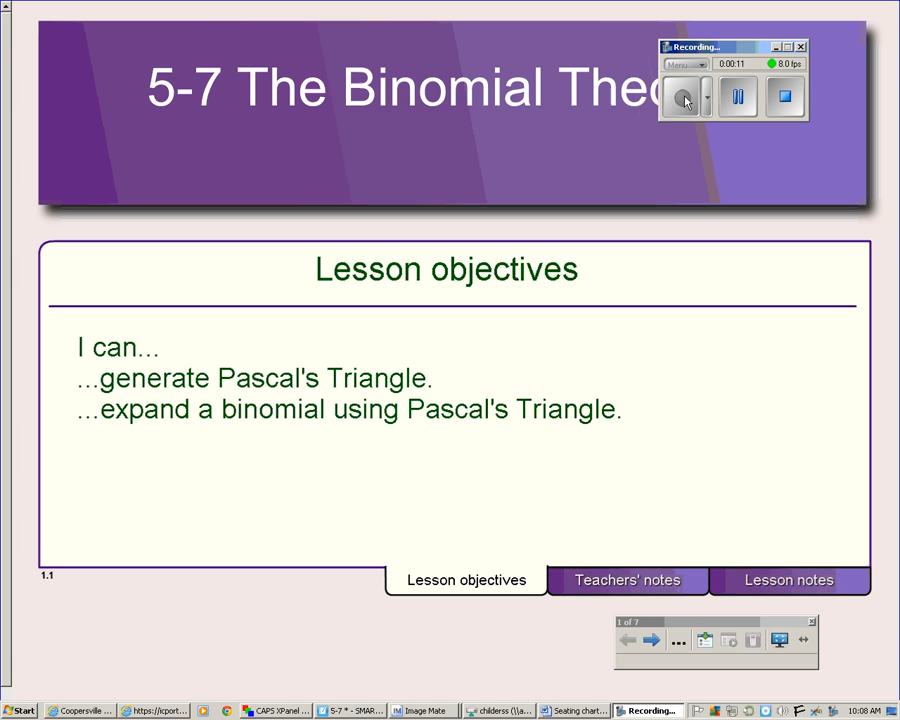 5-7 The Binomial Theo
Recording...
Menu
0:00:11
8.0 fps
Lesson objectives
I can...
...generate Pascal's Triangle.
...expand a binomial using Pascal's Triangle.
1.1
Lesson objectives
Teachers' notes
Lesson notes
1 of 7
Start
Coopersville ...
https://icport...
CAPS XPanel ...
5-7 * - SMAR...
Image Mate
childerss (\\a...
Seating chart...
Recording...
10:08 AM